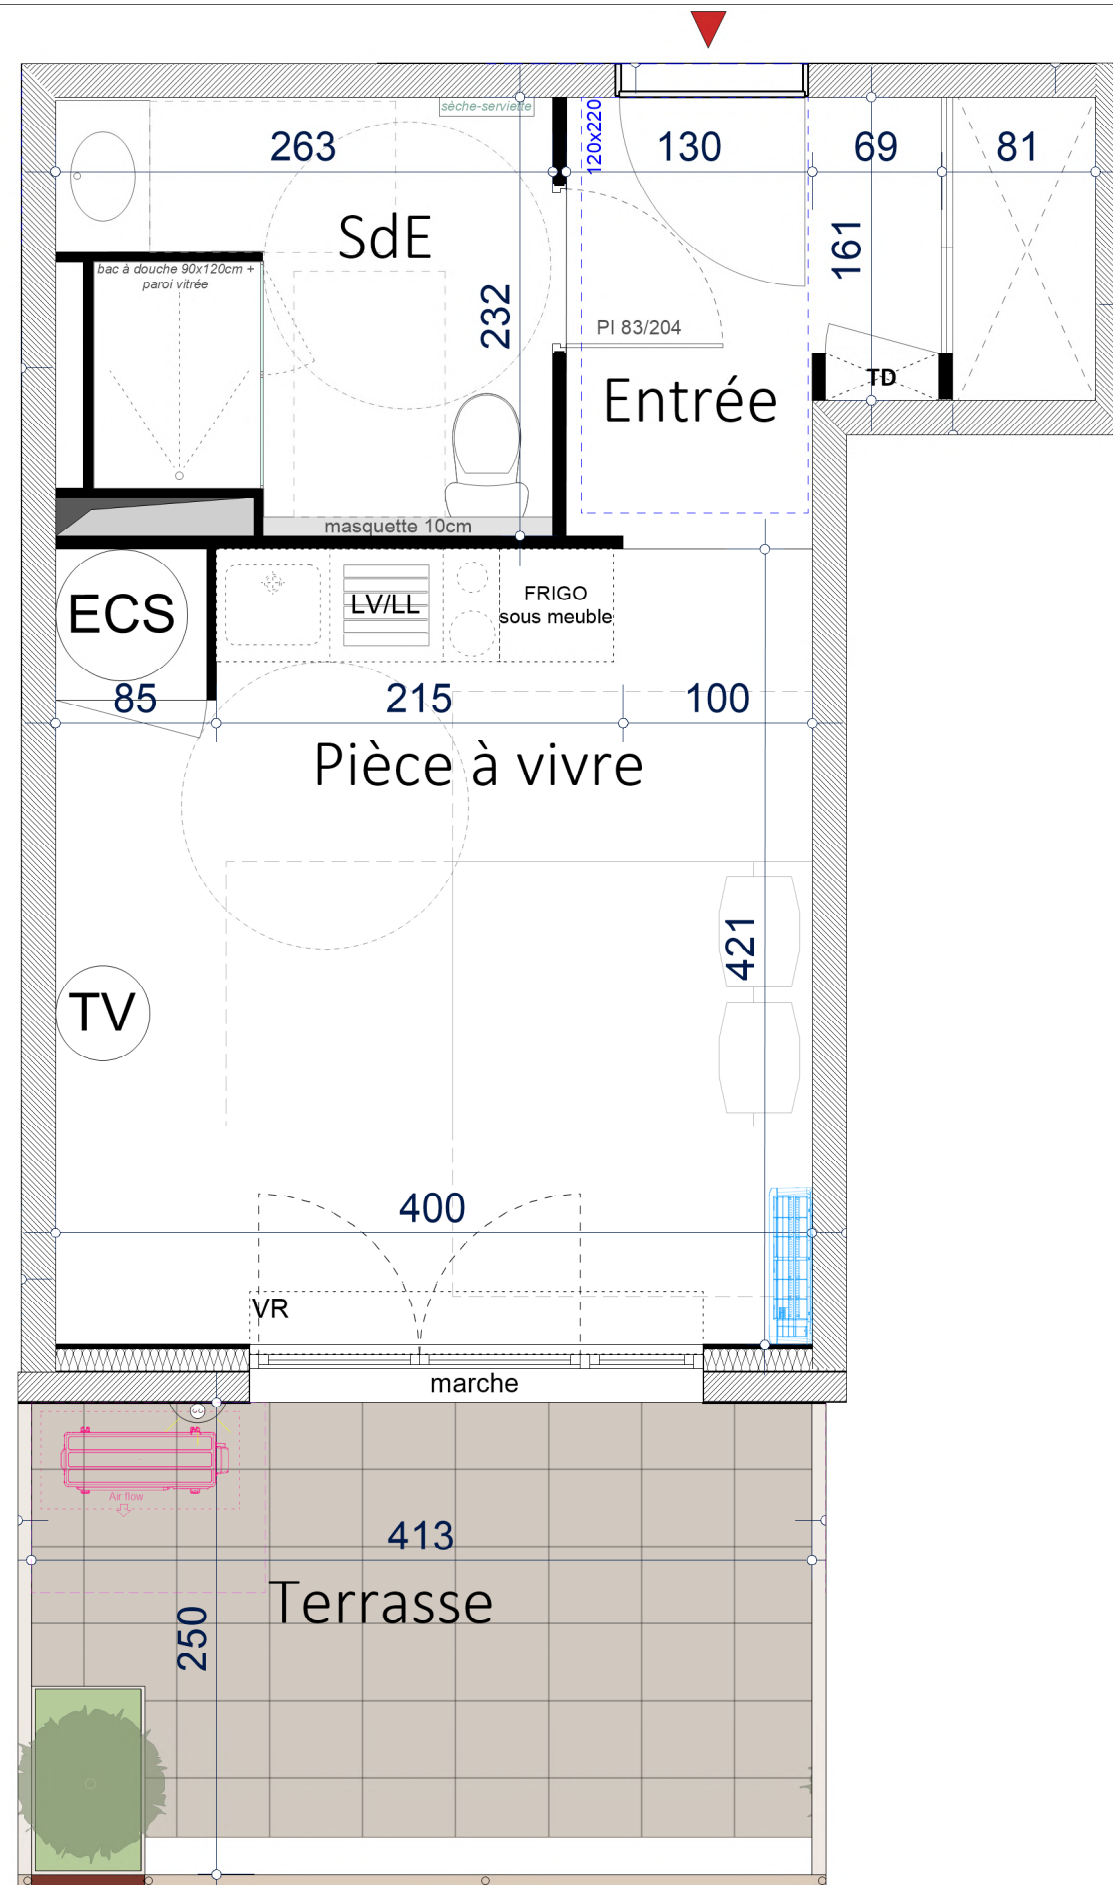 sèche-serviette
120x220
263
130
69
81
SdE
161
bac à douche 90x120cm +
paroi vitrée
232
PI 83/204
TD
Entrée
masquette 10cm
ECS
LV/LL
FRIGO
sous meuble
85
215
100
Pièce à vivre
421
TV
400
VR
marche
Air flow
413
Terrasse
250